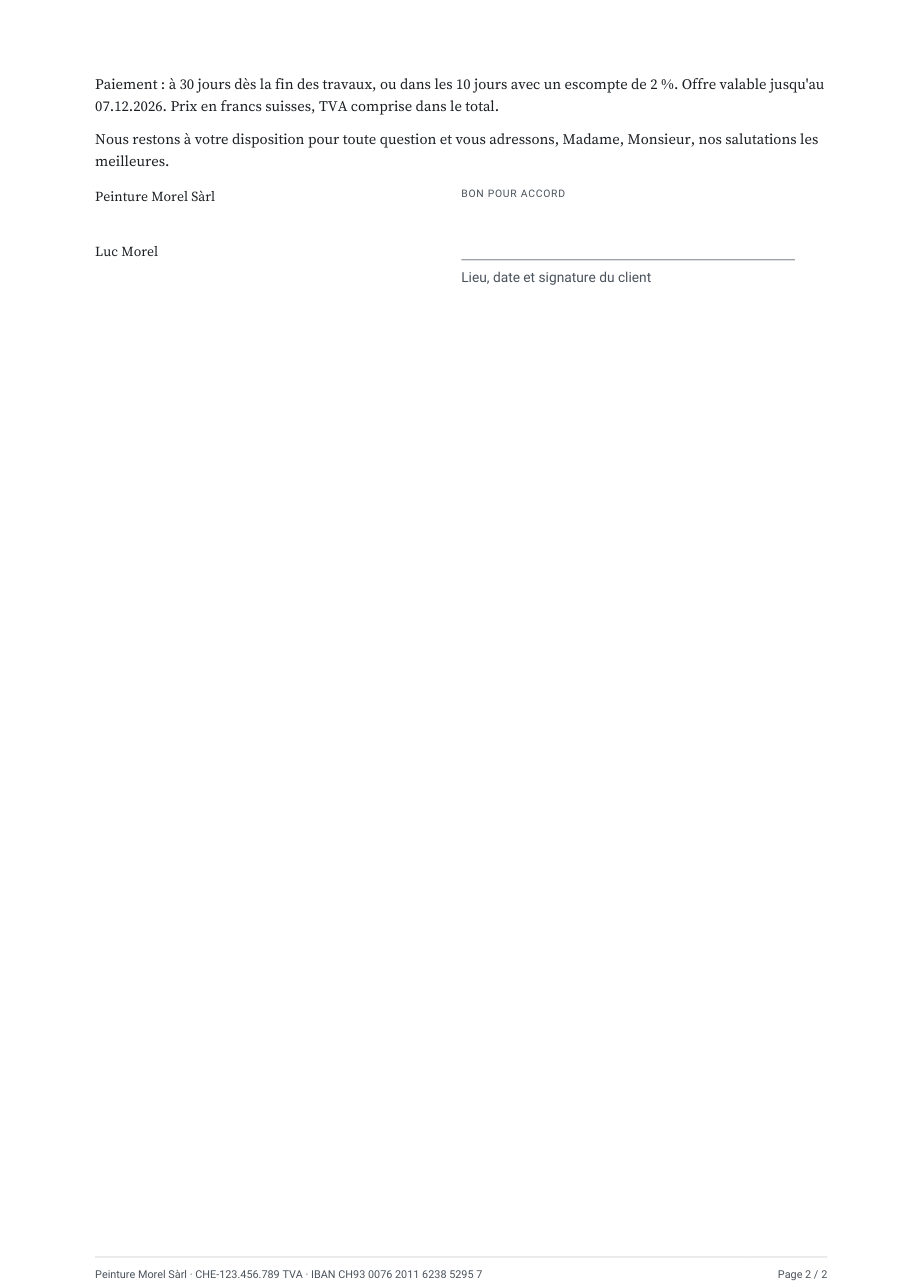 Paiement : à 30 jours dès la fin des travaux, ou dans les 10 jours avec un escompte de 2 %. Offre valable jusqu'au
07.12.2026. Prix en francs suisses, TVA comprise dans le total.
Nous restons à votre disposition pour toute question et vous adressons, Madame, Monsieur, nos salutations les
meilleures.
Peinture Morel Sàrl
BON POUR ACCORD
Luc Morel
Lieu, date et signature du client
Peinture Morel Sàrl · CHE-123.456.789 TVA · IBAN CH93 0076 2011 6238 5295 7
Page 2 / 2